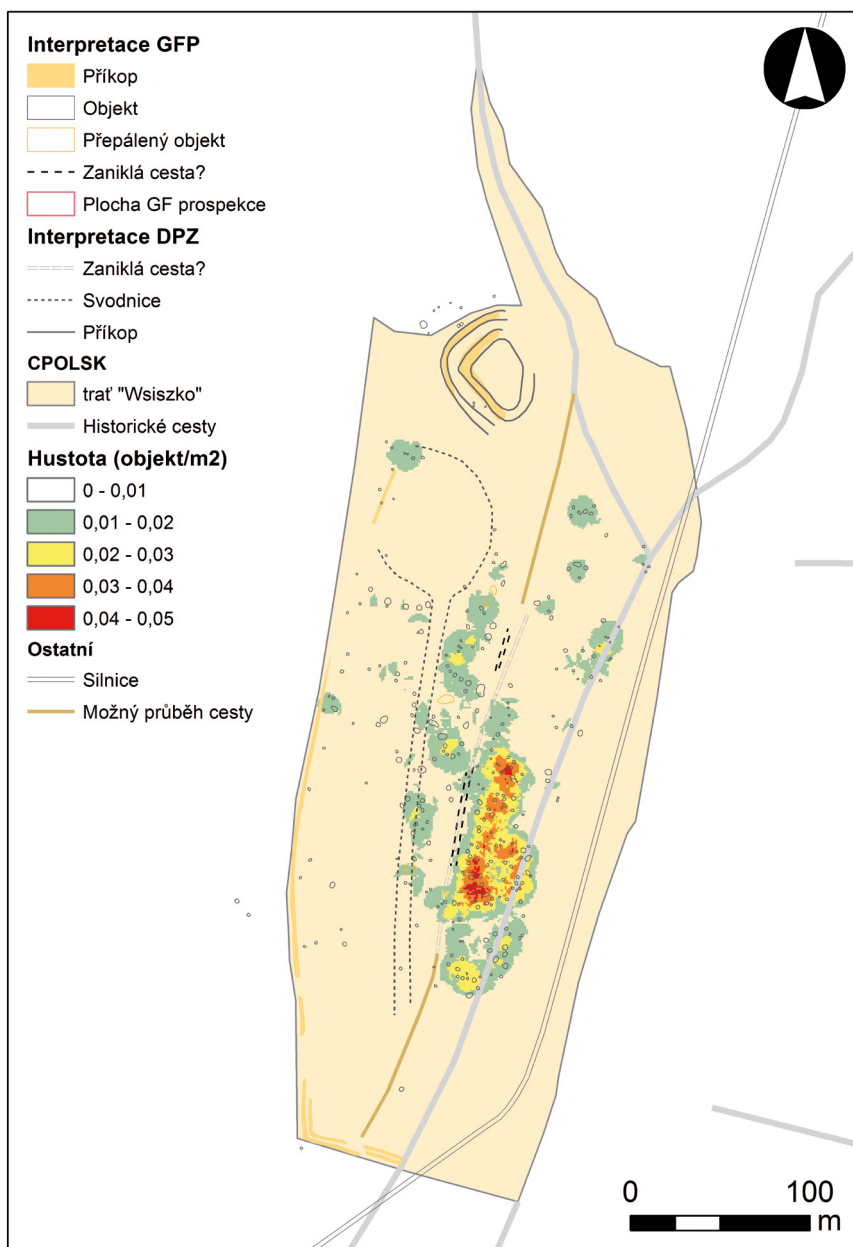 Interpretace GFP
Příkop
Objekt
Přepálený objekt
Zaniklá cesta?
Plocha GF prospekce
Interpretace DPZ
Zaniklá cesta?
Svodnice
Příkop
CPOLSK
trať "Wsiszko"
Historické cesty
Hustota (objekt/m2)
0 - 0,01
0,01 - 0,02
0,02 - 0,03
0,03 - 0,04
0,04 - 0,05
Ostatní
Silnice
Možný průběh cesty
0 100
m